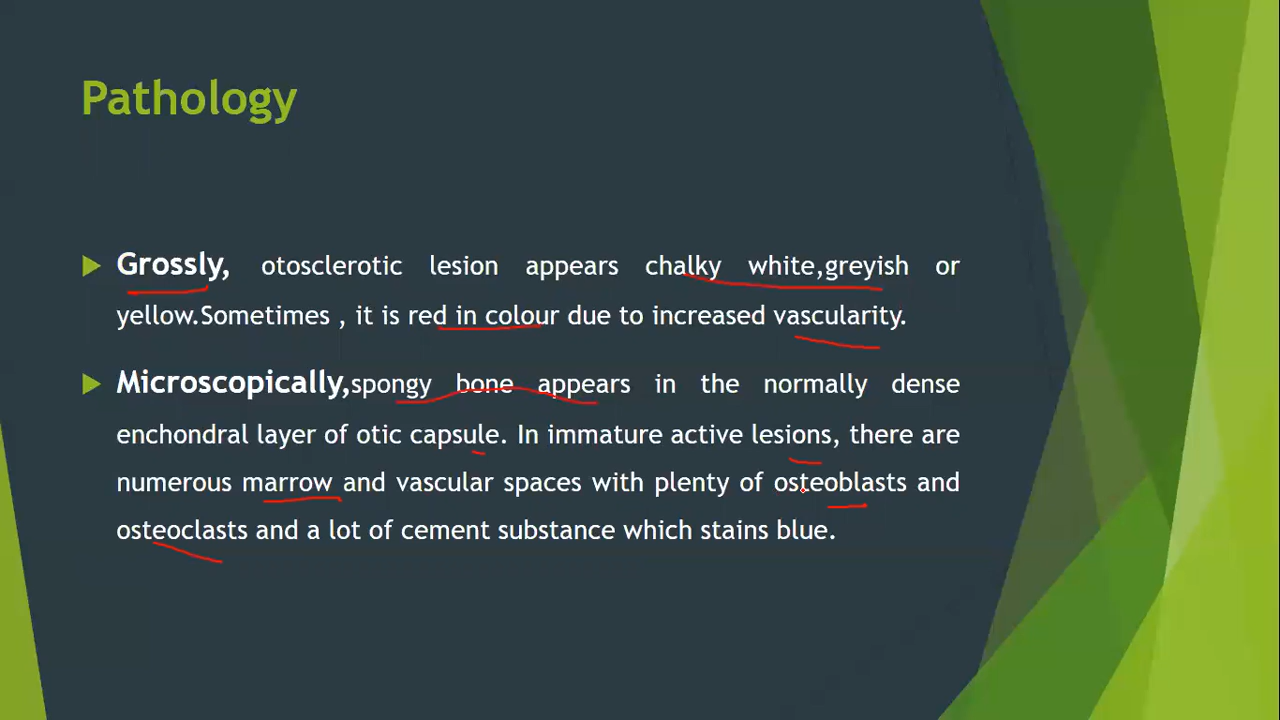 Pathology
Grossly, otosclerotic lesion appears chalky white,greyish or
yellow.Sometimes , it is red in colour due to increased vascularity.
Microscopically,spongy bone appears in the normally dense
enchondral layer of otic capsule. In immature active lesions, there are
numerous marrow and vascular spaces with plenty of osteoblasts and
osteoclasts and a lot of cement substance which stains blue.